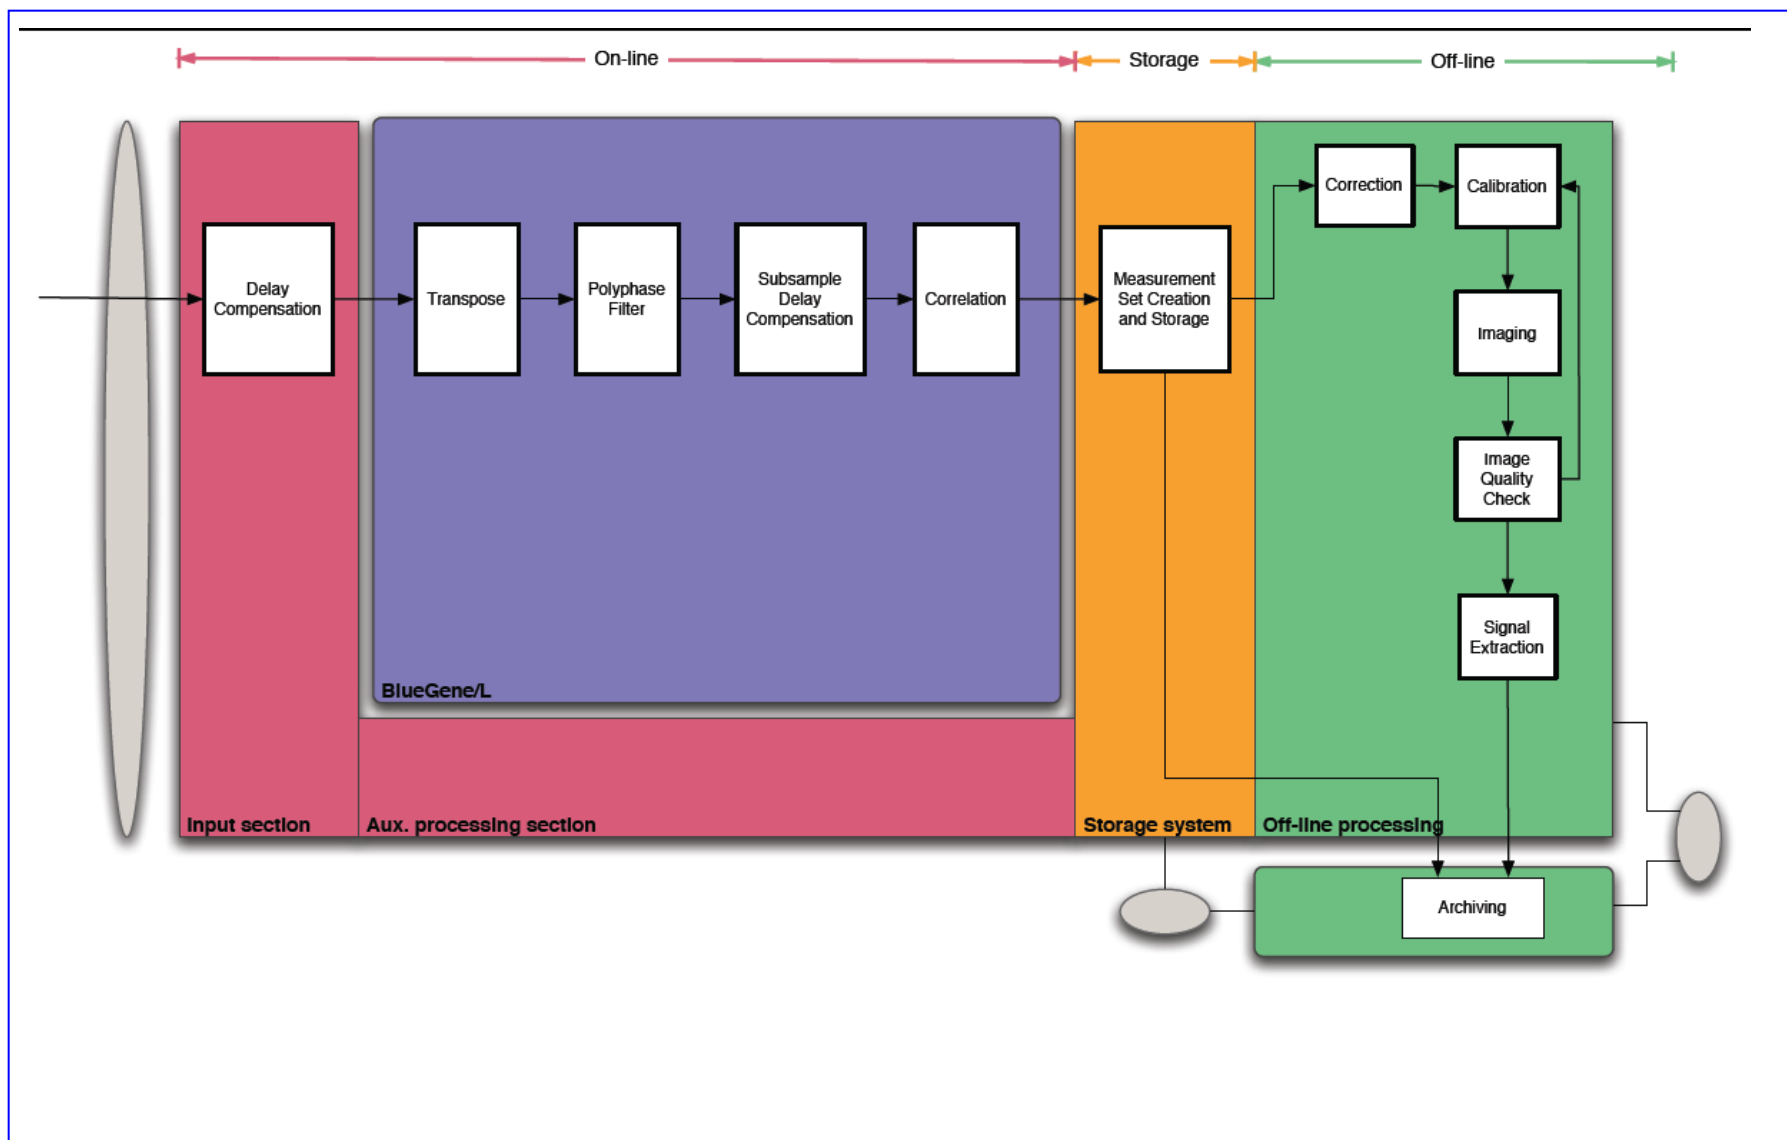 On-line
Storage
Off-line
Correction
Calibration
Delay
Compensation
Transpose
Polyphase
Filter
Subsample
Delay
Compensation
Correlation
Measurement
Set Creation
and Storage
Imaging
Image
Quality
Check
Signal
Extraction
BlueGene/L
Input section
Aux. processing section
Storage system
Off-line processing
Archiving